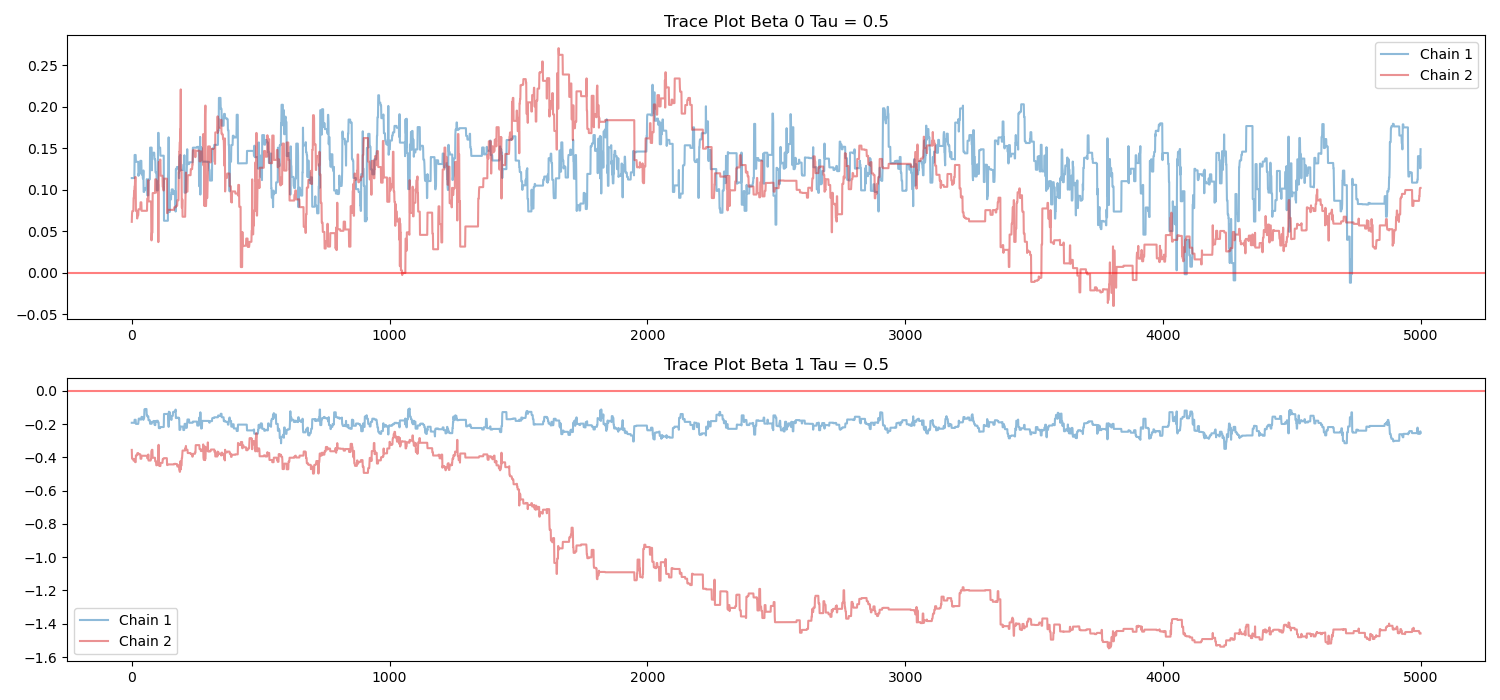 Trace Plot Beta 0 Tau = 0.5
0.25
0.20
0.15
0.10
0.05
0.00
−0.05
Chain 1
Chain 2
0 1000 2000 3000 4000 5000
Trace Plot Beta 1 Tau = 0.5
0.0
−0.2
−0.4
−0.6
−0.8
−1.0
−1.2
−1.4
−1.6
Chain 1
Chain 2
0 1000 2000 3000 4000 5000